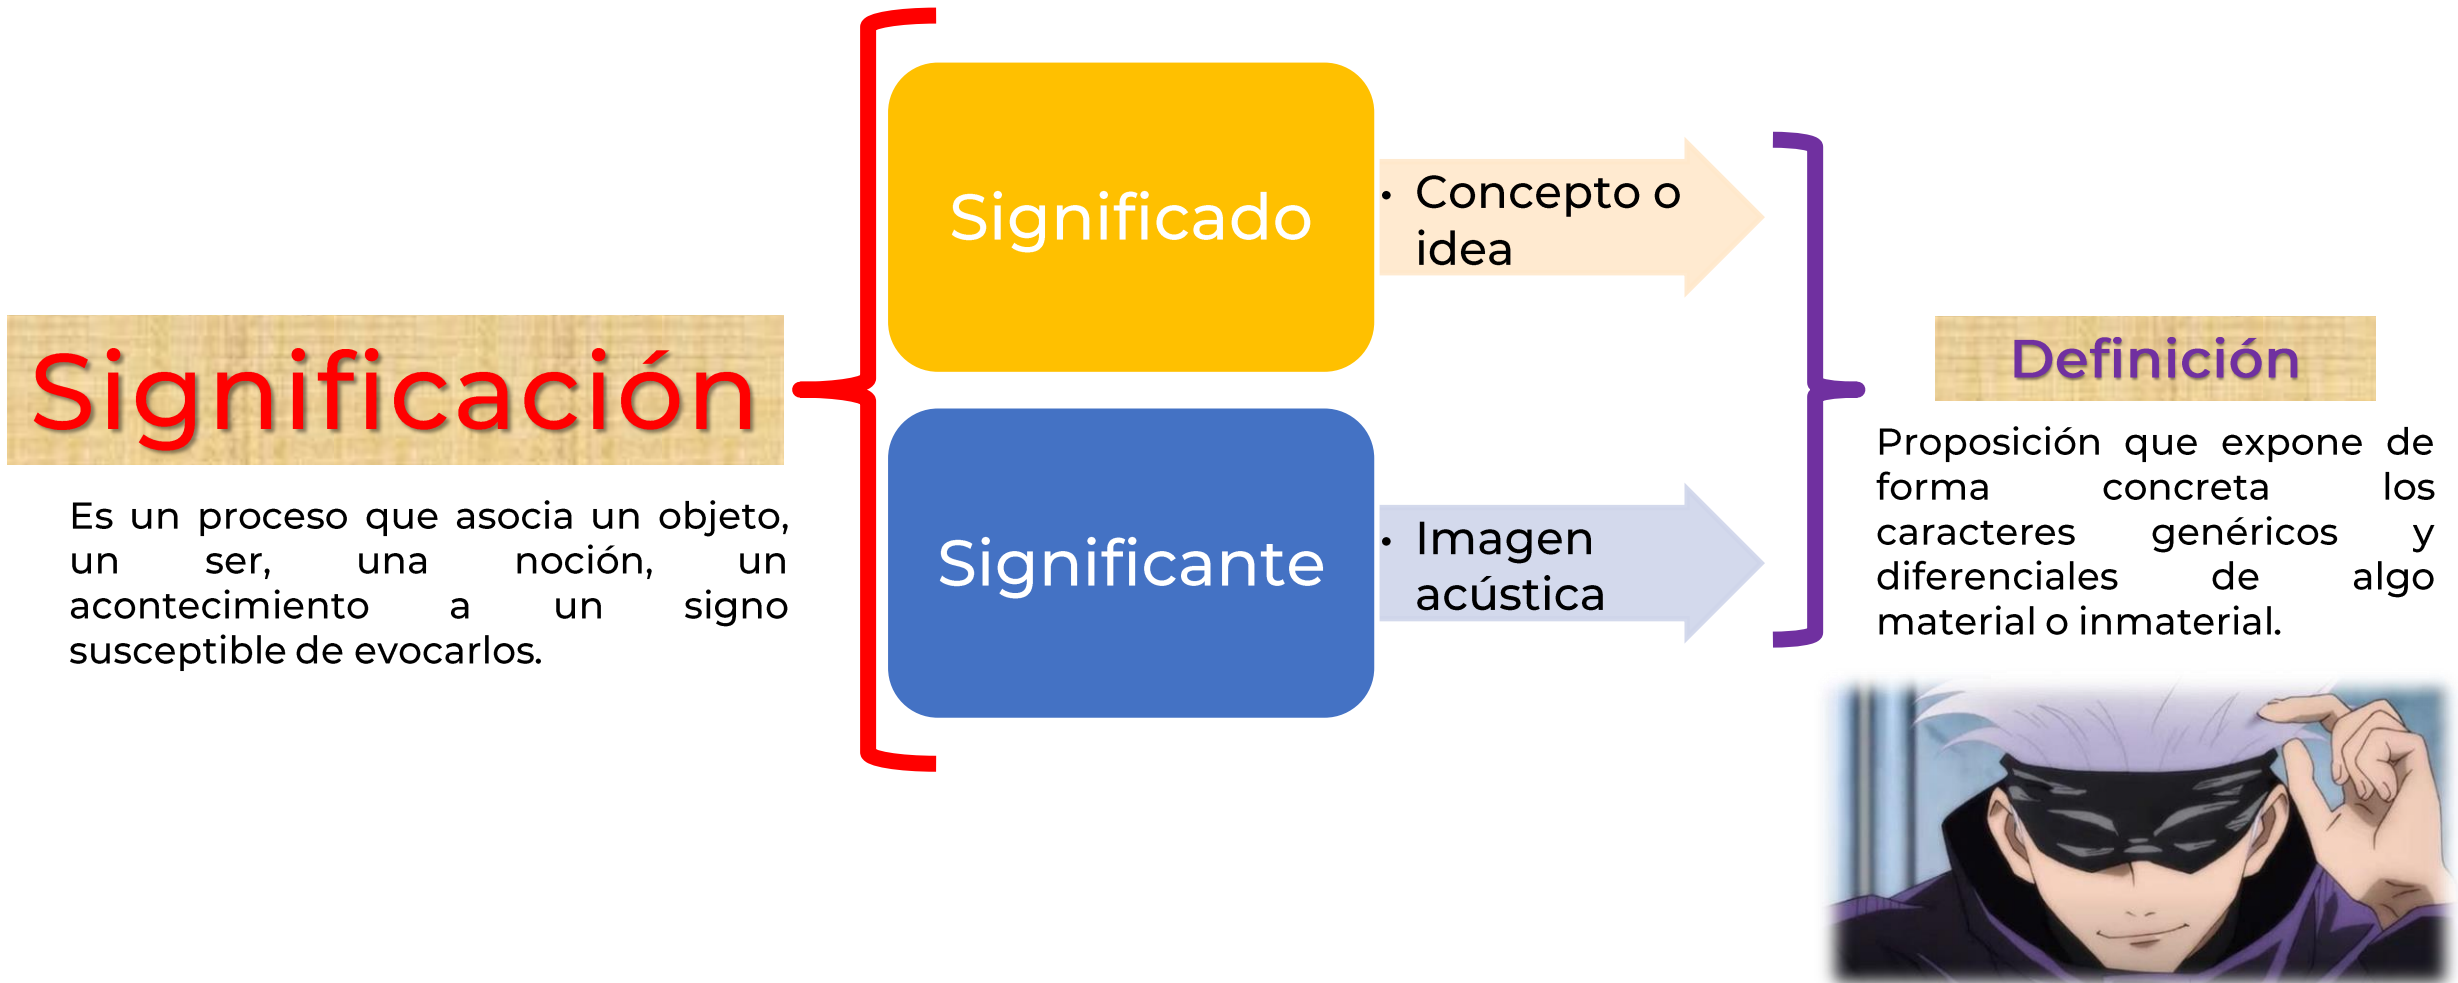 Significación
Es un proceso que asocia un objeto,
un ser, una noción, un
acontecimiento a un signo
susceptible de evocarlos.
Significado
• Concepto o
idea
Significante
• Imagen
acústica
Definición
Proposición que expone de
forma concreta los
caracteres genéricos y
diferenciales de algo
material o inmaterial.